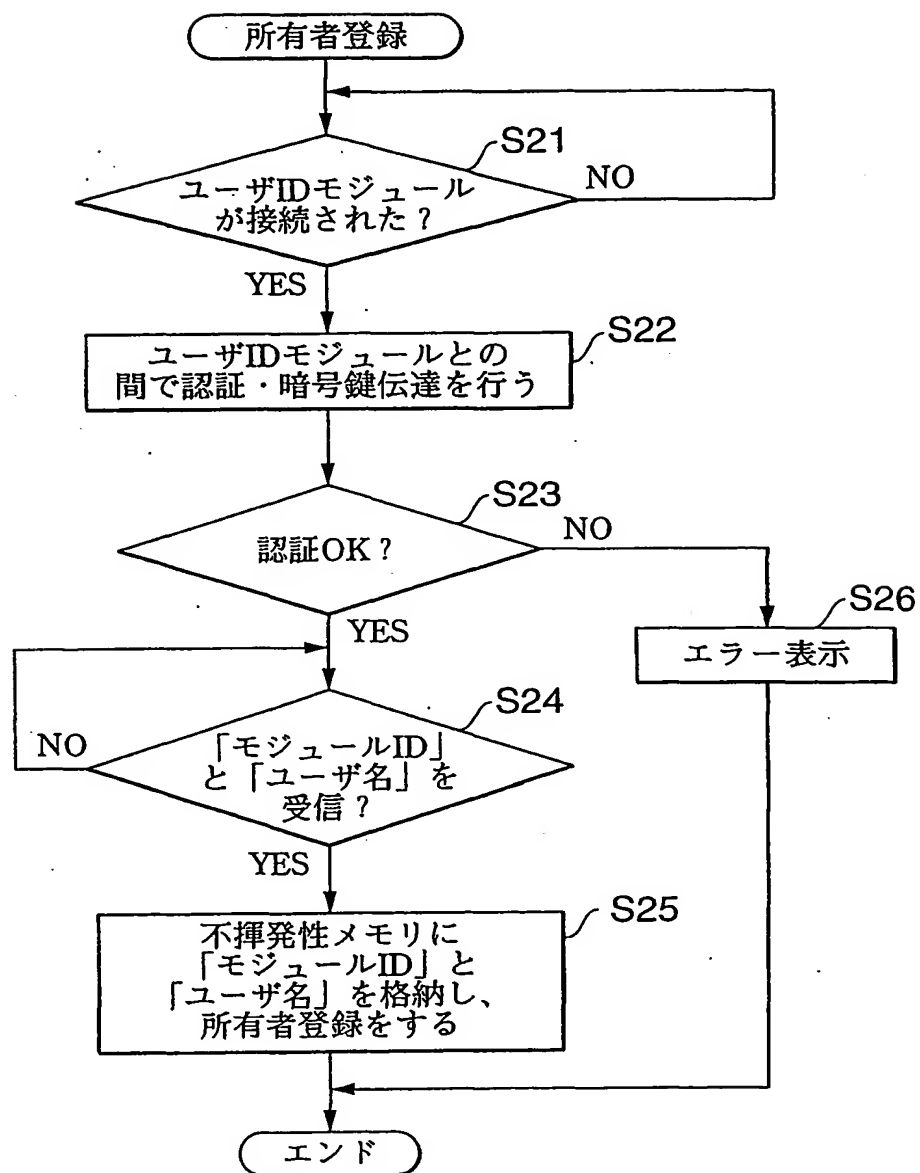 所有者登録
S21
ユーザIDモジュール
が接続された？
NO
YES
S22
ユーザIDモジュールとの
間で認証・暗号鍵伝達を行う
S23
認証OK？
NO
YES
S26
エラー表示
S24
「モジュールID」
と「ユーザ名」を
受信？
NO
YES
S25
不揮発性メモリに
「モジュールID」と
「ユーザ名」を格納し、
所有者登録をする
エンド